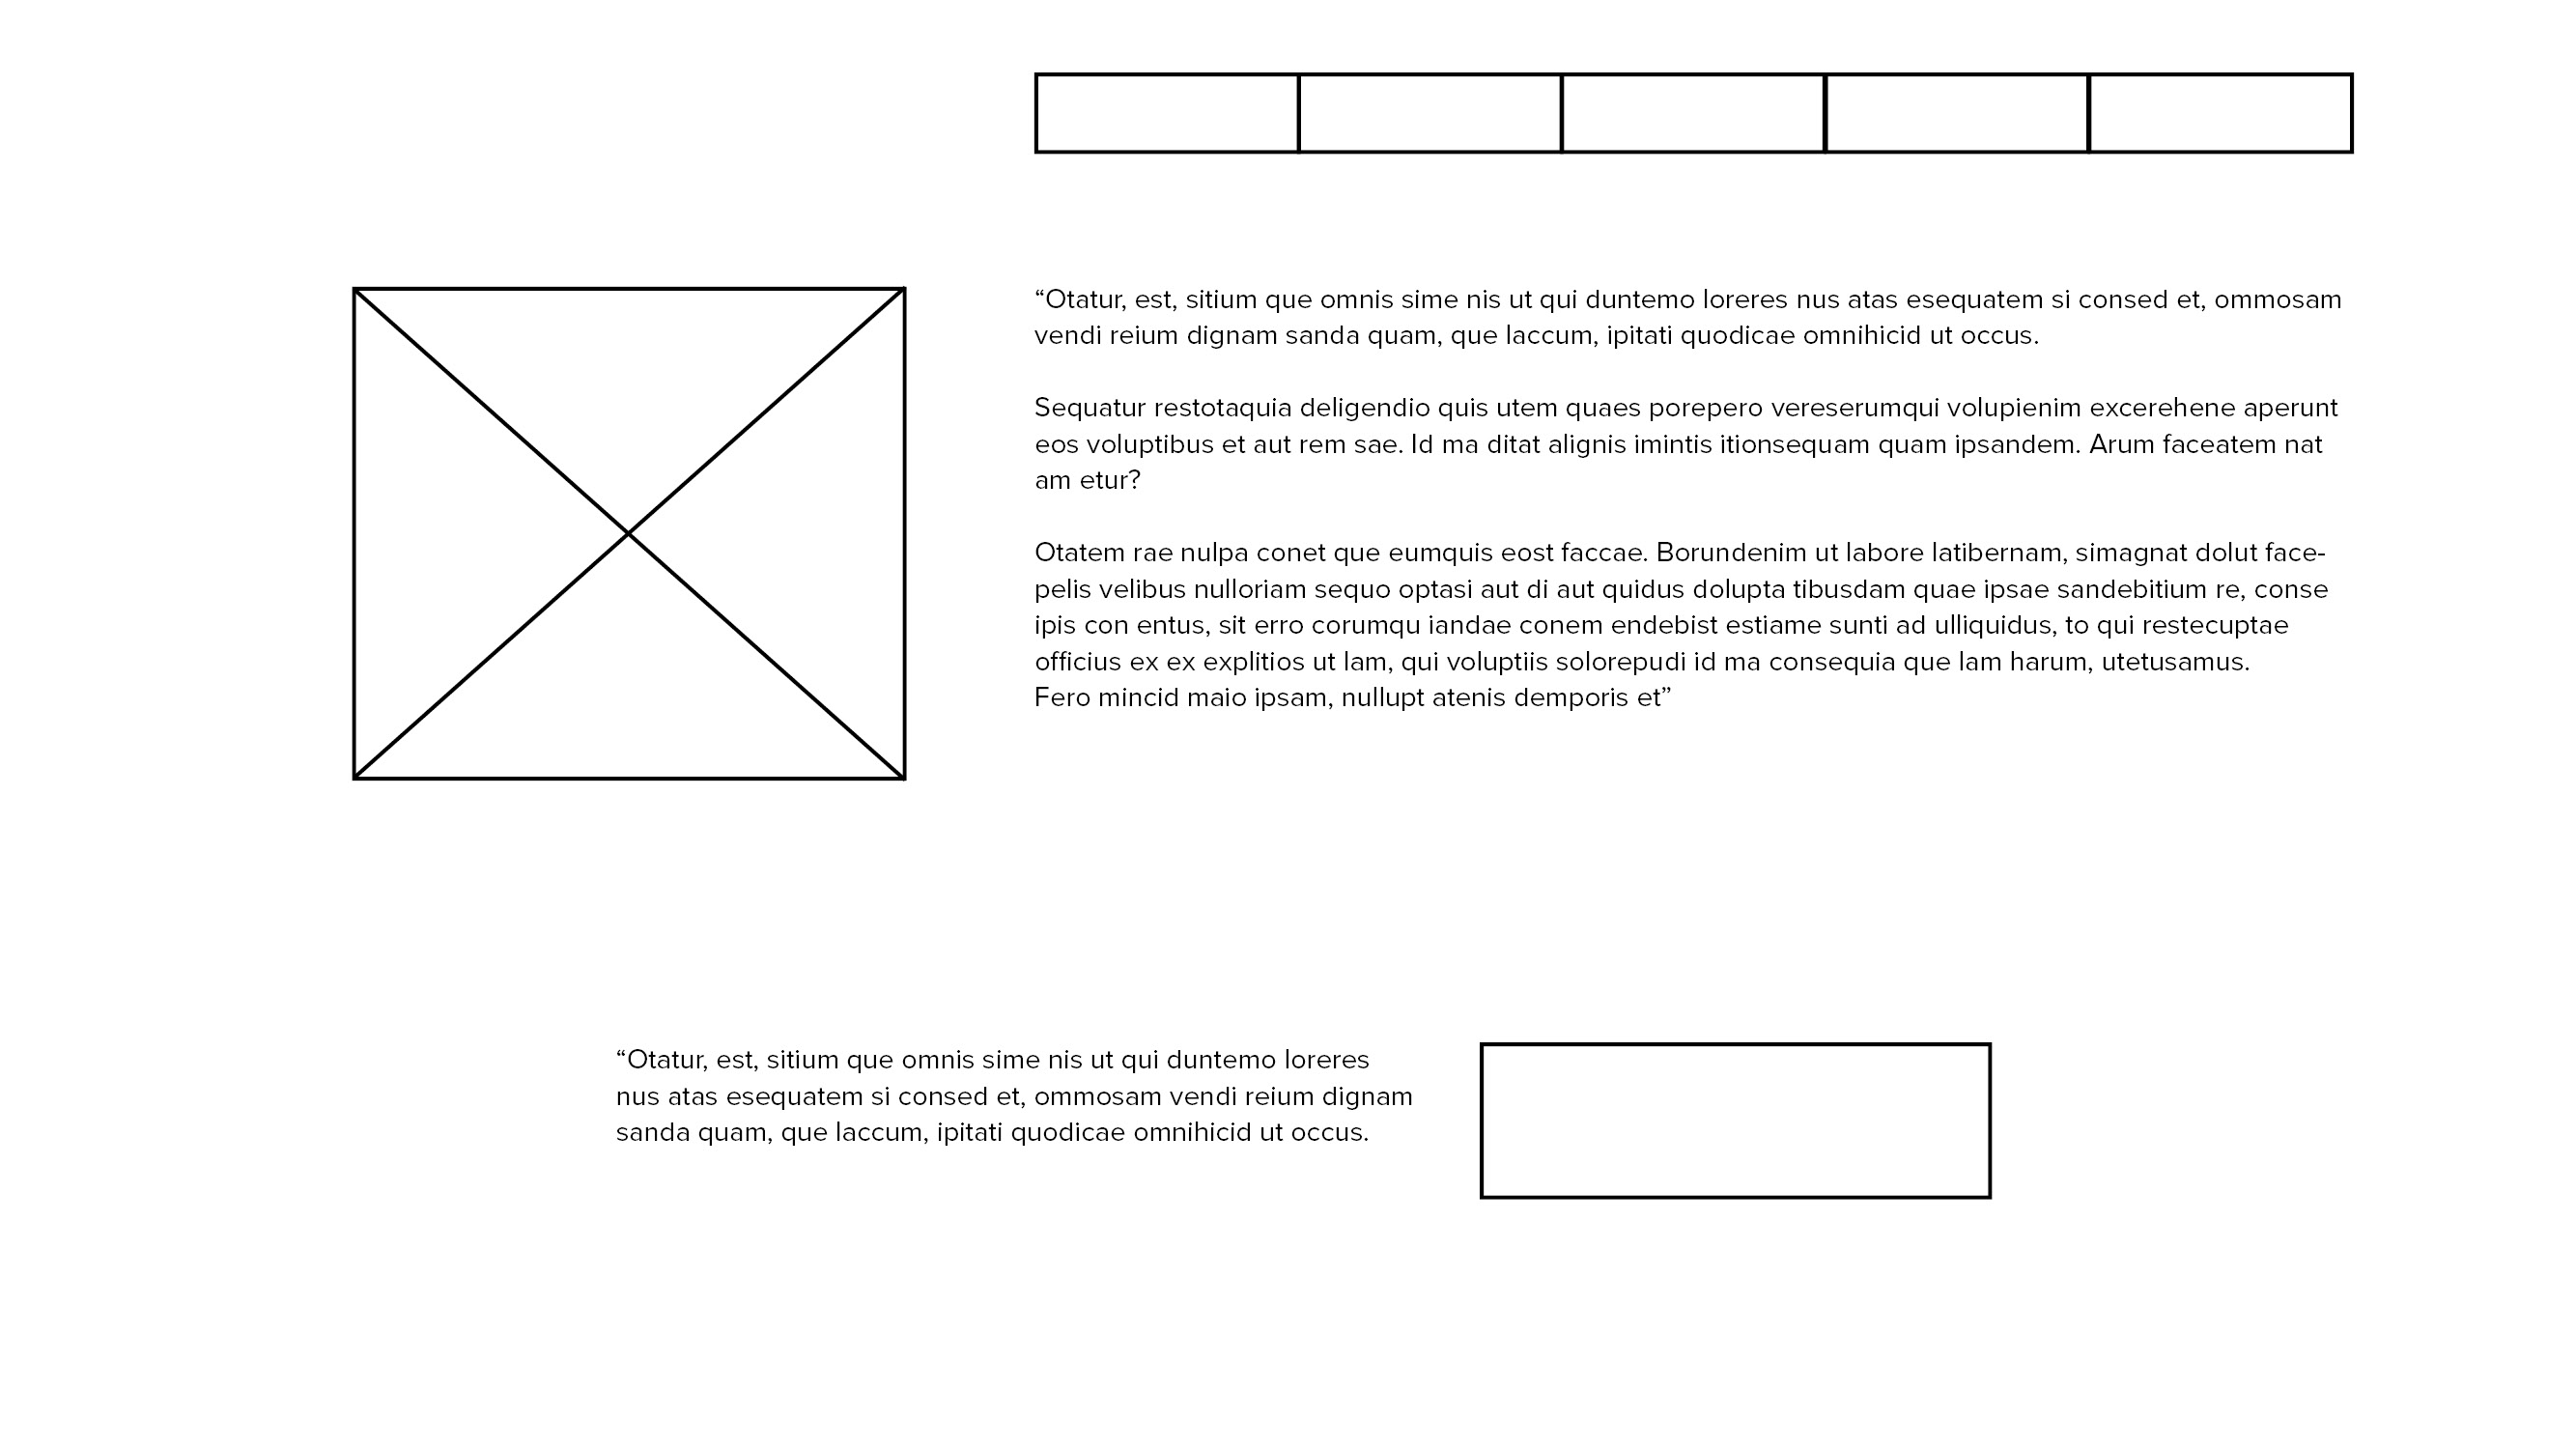 “Otatur, est, sitium que omnis sime nis ut qui duntemo loreres nus atas esequatem si consed et, ommosam
vendi reium dignam sanda quam, que laccum, ipitati quodicae omnihicid ut occus.
Sequatur restotaquia deligendio quis utem quaes porepero vereserumqui volupienim excerehene aperunt
eos voluptibus et aut rem sae. Id ma ditat alignis imintis itionsequam quam ipsandem. Arum faceatem nat
am etur?
Otatem rae nulpa conet que eumquis eost faccae. Borundenim ut labore latibernam, simagnat dolut face-
pelis velibus nulloriam sequo optasi aut di aut quidus dolupta tibusdam quae ipsae sandebitium re, conse
ipis con entus, sit erro corumqu iandae conem endebist estiame sunti ad ulliquidus, to qui restecuptae
officius ex ex explitios ut lam, qui voluptiis solorepudi id ma consequia que lam harum, utetusamus.
Fero mincid maio ipsam, nullupt atenis demporis et”
“Otatur, est, sitium que omnis sime nis ut qui duntemo loreres
nus atas esequatem si consed et, ommosam vendi reium dignam
sanda quam, que laccum, ipitati quodicae omnihicid ut occus.